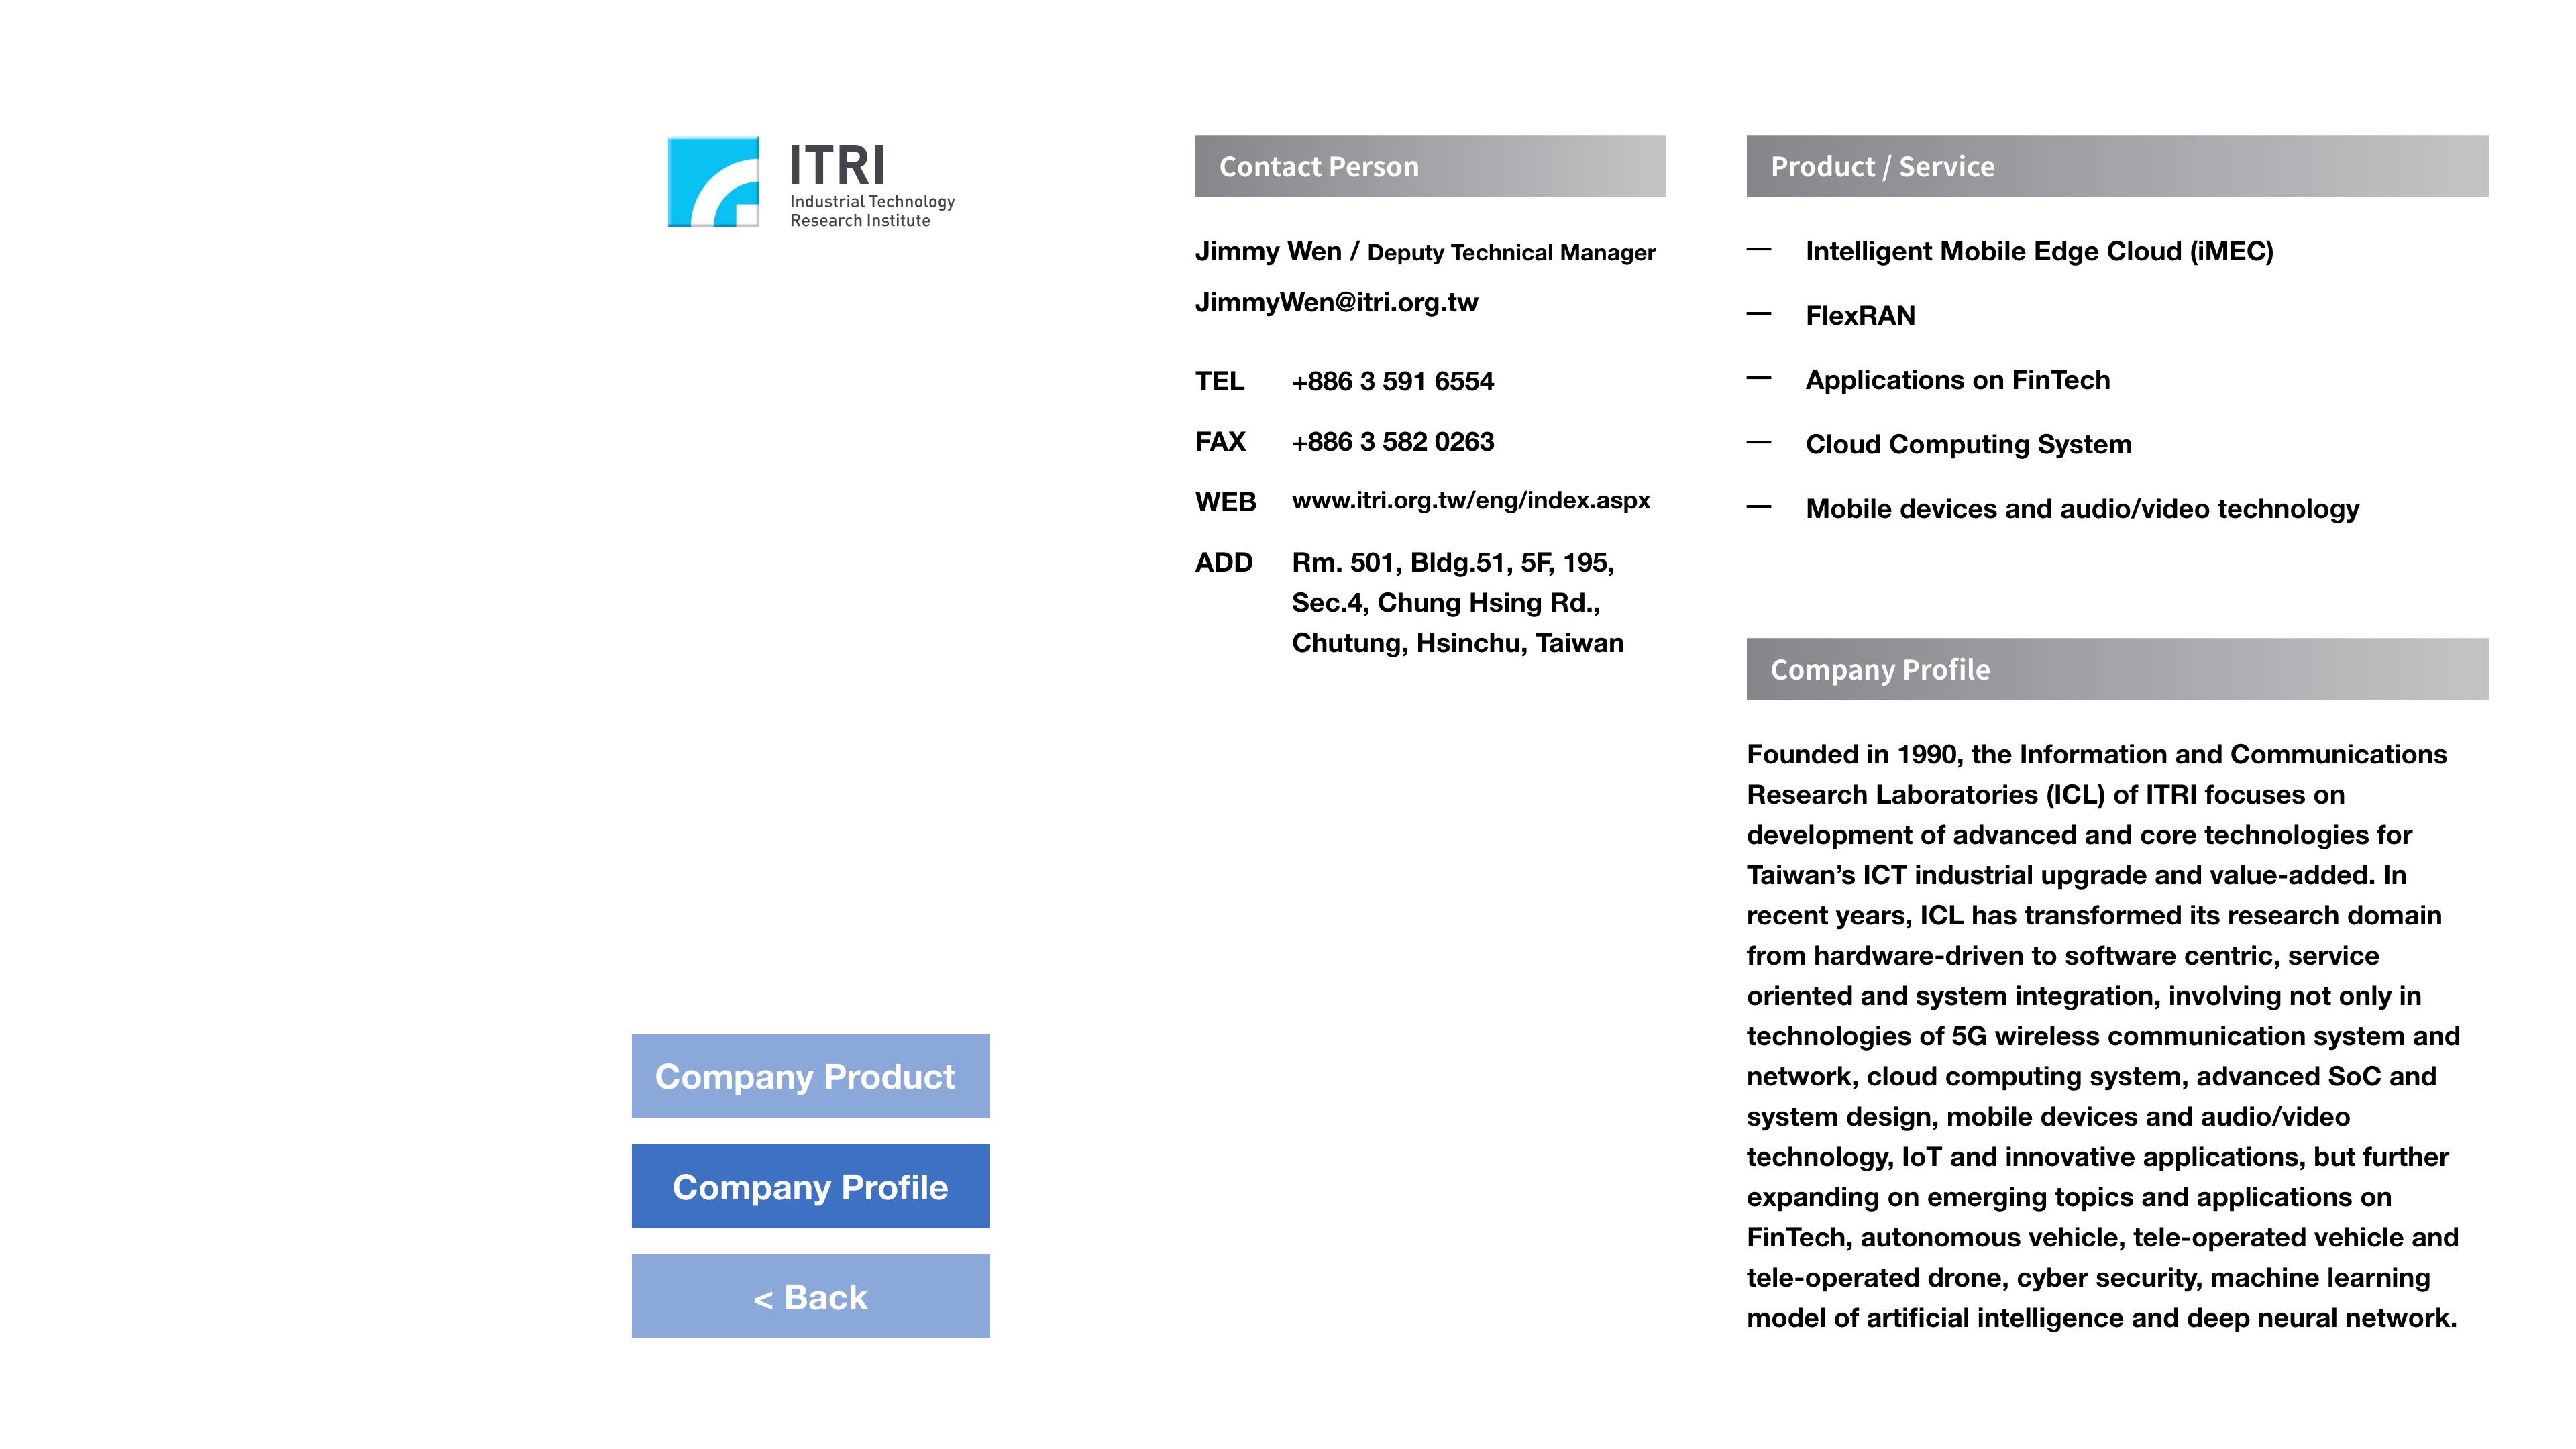 ITRI
Industrial Technology
Research Institute
Company Product
Company Profile
< Back
Contact Person
Jimmy Wen / Deputy Technical Manager
JimmyWen@itri.org.tw
TEL +886 3 591 6554
FAX +886 3 582 0263
WEB www.itri.org.tw/eng/index.aspx
ADD Rm. 501, Bldg.51, 5F, 195,
Sec.4, Chung Hsing Rd.,
Chutung, Hsinchu, Taiwan
Product / Service
— Intelligent Mobile Edge Cloud (iMEC)
— FlexRAN
— Applications on FinTech
— Cloud Computing System
— Mobile devices and audio/video technology
Company Profile
Founded in 1990, the Information and Communications
Research Laboratories (ICL) of ITRI focuses on
development of advanced and core technologies for
Taiwan’s ICT industrial upgrade and value-added. In
recent years, ICL has transformed its research domain
from hardware-driven to software centric, service
oriented and system integration, involving not only in
technologies of 5G wireless communication system and
network, cloud computing system, advanced SoC and
system design, mobile devices and audio/video
technology, IoT and innovative applications, but further
expanding on emerging topics and applications on
FinTech, autonomous vehicle, tele-operated vehicle and
tele-operated drone, cyber security, machine learning
model of artificial intelligence and deep neural network.